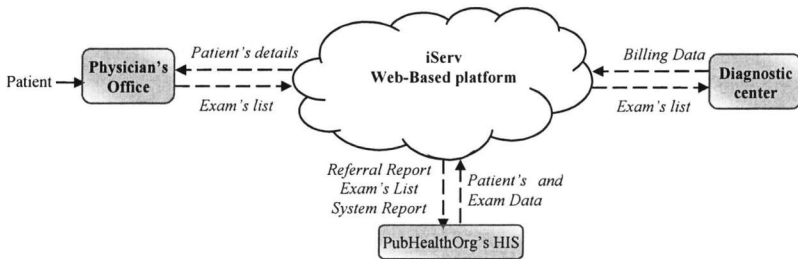 Patient
Physician's
Office
Patient's details
Exam's list
iServ
Web-Based platform
Billing Data
Exam's list
Diagnostic
center
Referral Report
Exam's List
System Report
Patient's and
Exam Data
PubHealthOrg's HIS